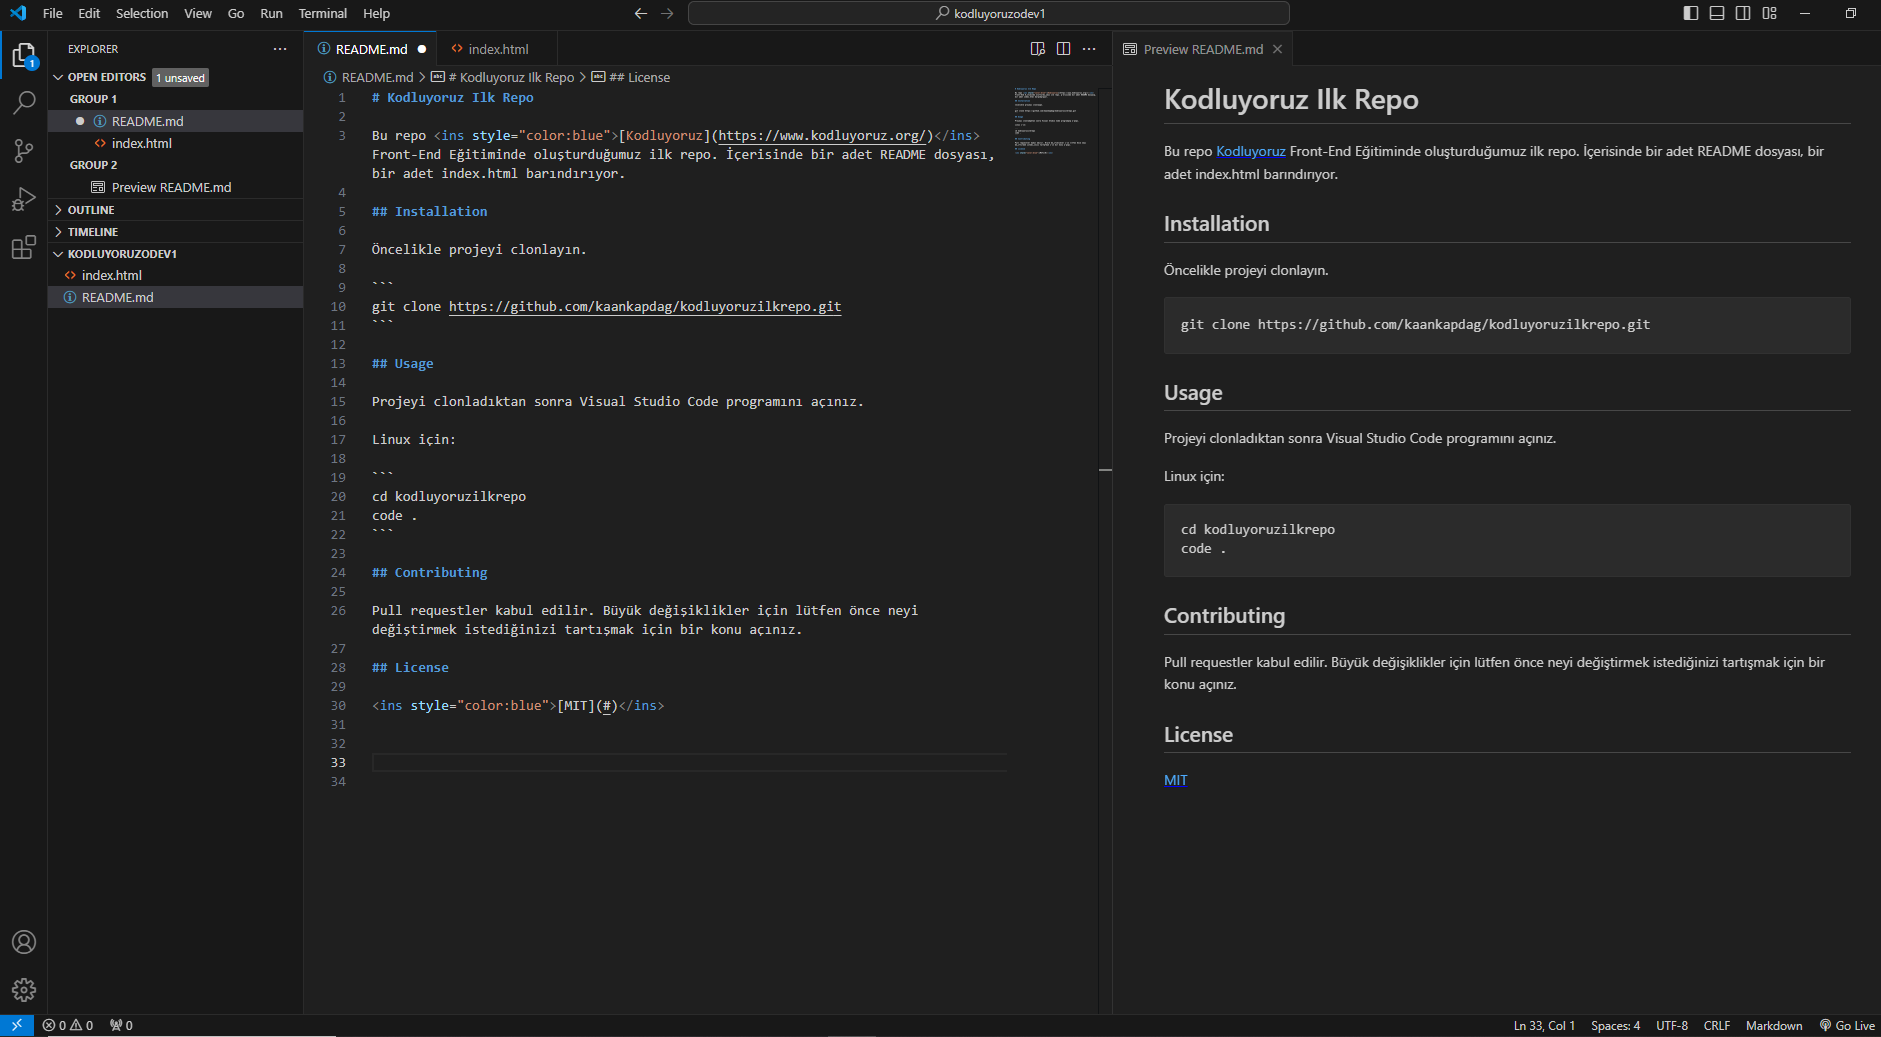 File Edit Selection View Go Run Terminal Help
kodluyoruzodev1
EXPLORER
OPEN EDITORS 1 unsaved
GROUP 1
README.md
index.html
GROUP 2
Preview README.md
OUTLINE
TIMELINE
KODLUYORUZODEV1
index.html
README.md
1
README.md index.html
README.md > # Kodluyoruz Ilk Repo > ## License
1 # Kodluyoruz Ilk Repo
2
3 Bu repo <ins style="color:blue">[Kodluyoruz](https://www.kodluyoruz.org/)</ins>
Front-End Eğitiminde oluşturduğumuz ilk repo. İçerisinde bir adet README dosyası,
bir adet index.html barındırıyor.
4
5 ## Installation
6
7 Öncelikle projeyi clonlayın.
8
9 ```
10 git clone https://github.com/kaankapdag/kodluyoruzilkrepo.git
11 ```
12
13 ## Usage
14
15 Projeyi clonladıktan sonra Visual Studio Code programını açınız.
16
17 Linux için:
18
19 ```
20 cd kodluyoruzilkrepo
21 code .
22 ```
23
24 ## Contributing
25
26 Pull requestler kabul edilir. Büyük değişiklikler için lütfen önce neyi
değiştirmek istediğinizi tartışmak için bir konu açınız.
27
28 ## License
29
30 <ins style="color:blue">[MIT](#)</ins>
31
32
33
34
Preview README.md
Kodluyoruz Ilk Repo
Bu repo Kodluyoruz Front-End Eğitiminde oluşturduğumuz ilk repo. İçerisinde bir adet README dosyası, bir
adet index.html barındırıyor.
Installation
Öncelikle projeyi clonlayın.
git clone https://github.com/kaankapdag/kodluyoruzilkrepo.git
Usage
Projeyi clonladıktan sonra Visual Studio Code programını açınız.
Linux için:
cd kodluyoruzilkrepo
code .
Contributing
Pull requestler kabul edilir. Büyük değişiklikler için lütfen önce neyi değiştirmek istediğinizi tartışmak için bir
konu açınız.
License
MIT
0 0 0
Ln 33, Col 1 Spaces: 4 UTF-8 CRLF Markdown Go Live